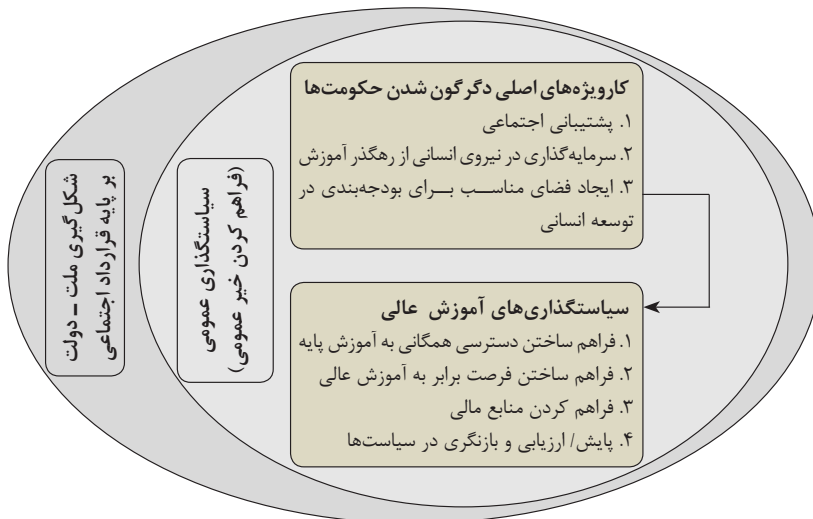 کارویژه‌های اصلی دگرگون شدن حکومت‌ها
۱. پشتیبانی اجتماعی
۲. سرمایه‌گذاری در نیروی انسانی از رهگذر آموزش
۳. ایجاد فضای مناسب برای بودجه‌بندی در
توسعه انسانی
سیاستگذاری‌های آموزش عالی
۱. فراهم ساختن دسترسی همگانی به آموزش پایه
۲. فراهم ساختن فرصت برابر به آموزش عالی
۳. فراهم کردن منابع مالی
۴. پایش/ ارزیابی و بازنگری در سیاست‌ها
سیاستگذاری عمومی
(فراهم کردن خیر عمومی)
شکل‌گیری ملت ـ دولت
بر پایه قرارداد اجتماعی